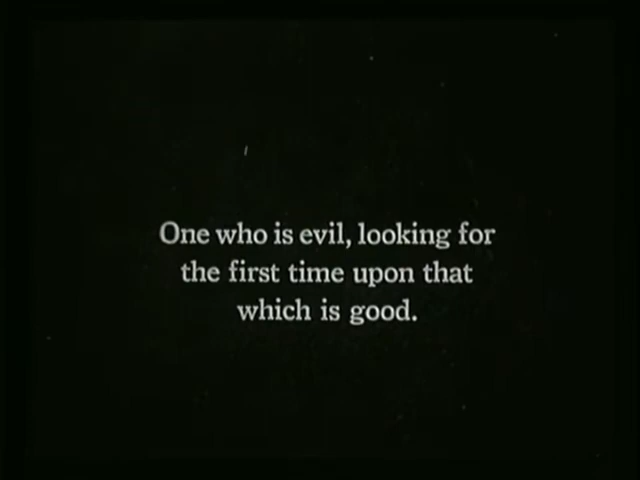 One who is evil, looking for
the first time upon that
which is good.